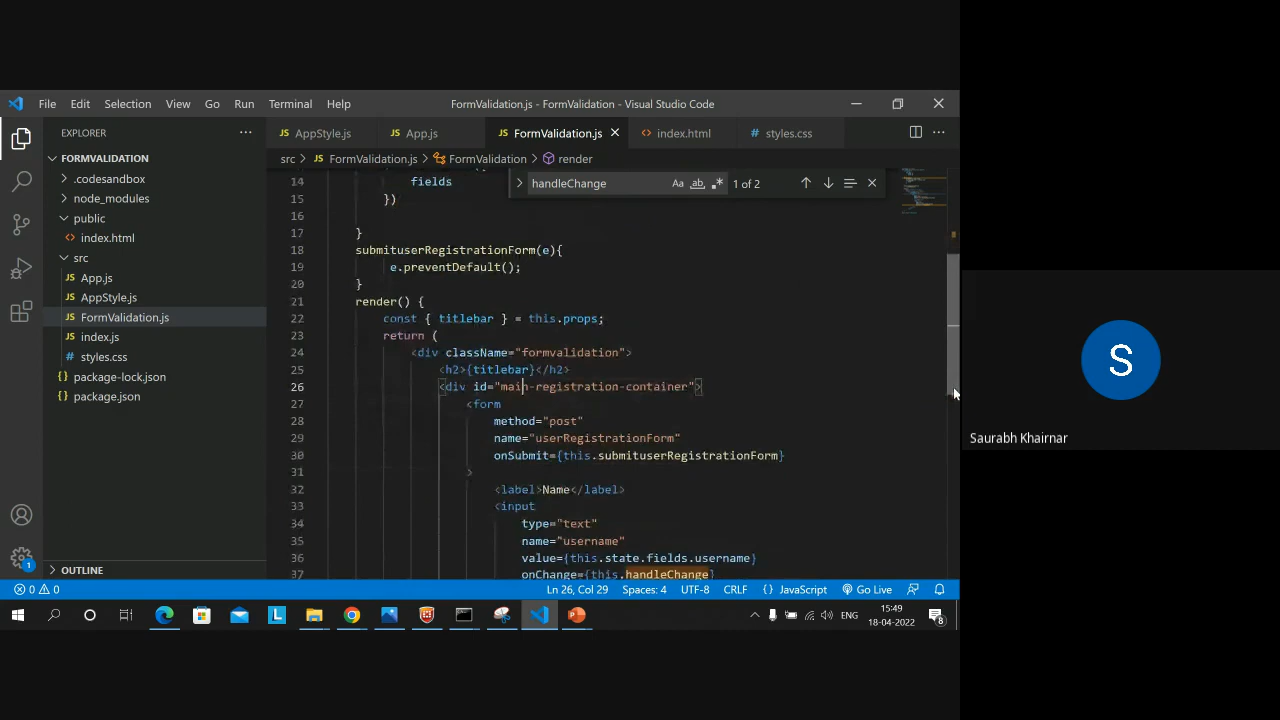 File Edit Selection View Go Run Terminal Help
FormValidation.js - FormValidation - Visual Studio Code
EXPLORER
FORMVALIDATION
.codesandbox
node_modules
public
index.html
src
App.js
AppStyle.js
FormValidation.js
index.js
styles.css
package-lock.json
package.json
OUTLINE
AppStyle.js App.js FormValidation.js index.html styles.css
src > FormValidation.js > FormValidation > render
handleChange Aa ab .* 1 of 2
14 fields
15 })
16
17 }
18 submituserRegistrationForm(e){
19 e.preventDefault();
20 }
21 render() {
22 const { titlebar } = this.props;
23 return (
24 <div className="formvalidation">
25 <h2>{titlebar}</h2>
26 <div id="main-registration-container">
27 <form
28 method="post"
29 name="userRegistrationForm"
30 onSubmit={this.submituserRegistrationForm}
31 >
32 <label>Name</label>
33 <input
34 type="text"
35 name="username"
36 value={this.state.fields.username}
37 onChange={this.handleChange}
0 0 Ln 26, Col 29 Spaces: 4 UTF-8 CRLF {} JavaScript Go Live
1
L
ENG
15:49
18-04-2022
8
S
Saurabh Khairnar